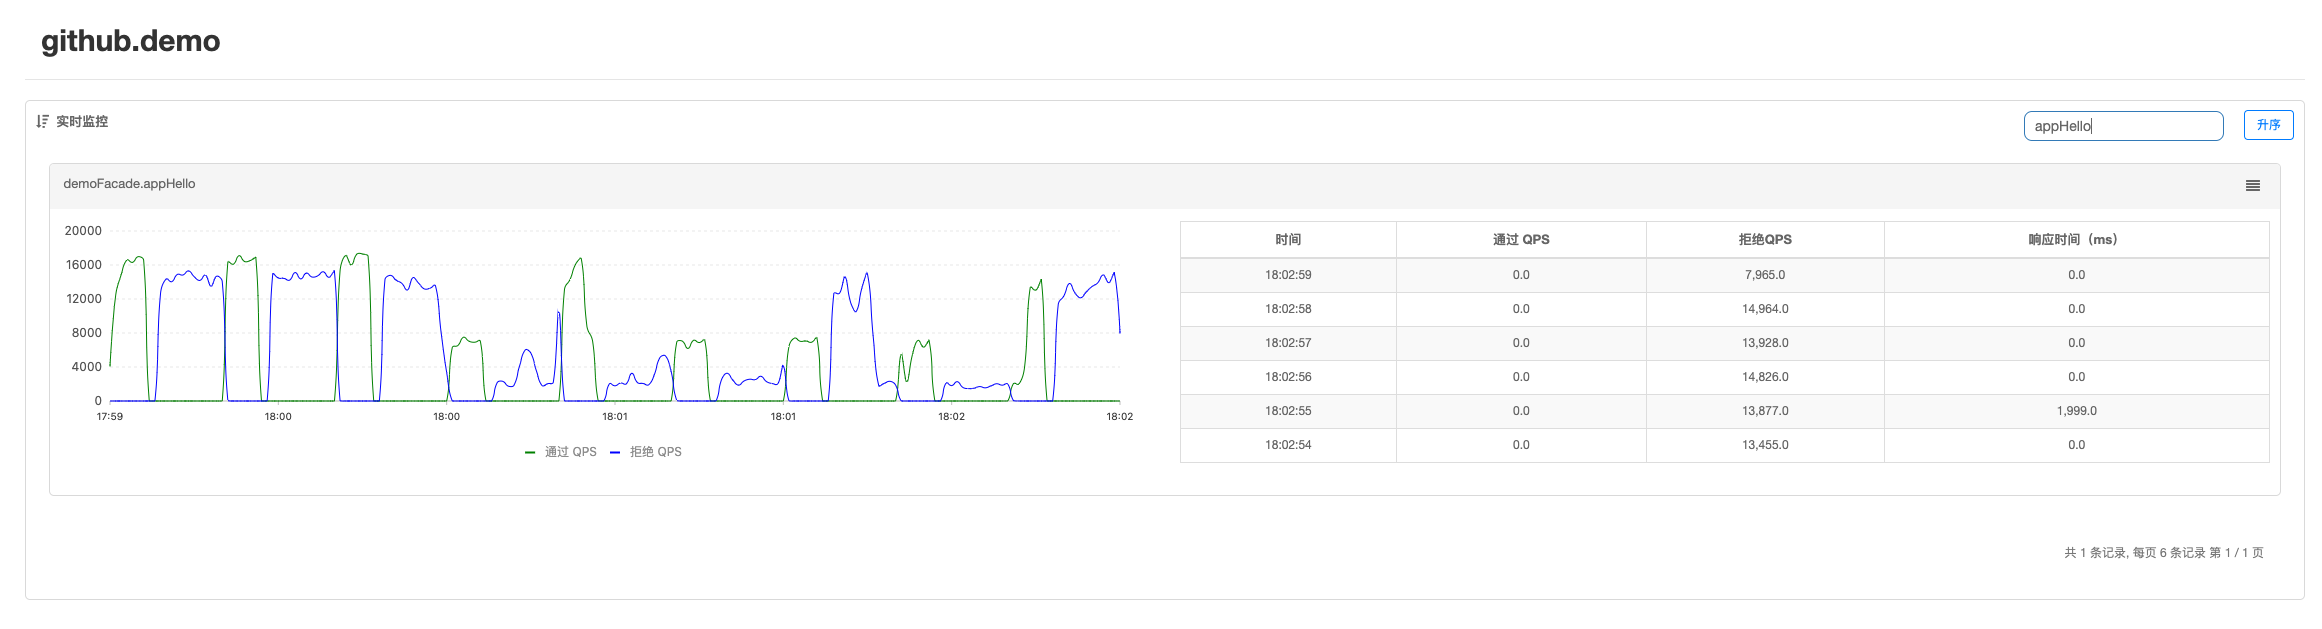 github.demo
实时监控
appHello
升序
demoFacade.appHello
20000
16000
12000
8000
4000
0
17:59 18:00 18:00 18:01 18:01 18:02 18:02
通过 QPS 拒绝 QPS
时间 通过 QPS 拒绝QPS 响应时间（ms）
18:02:59 0.0 7,965.0 0.0
18:02:58 0.0 14,964.0 0.0
18:02:57 0.0 13,928.0 0.0
18:02:56 0.0 14,826.0 0.0
18:02:55 0.0 13,877.0 1,999.0
18:02:54 0.0 13,455.0 0.0
共 1 条记录, 每页 6 条记录 第 1 / 1 页